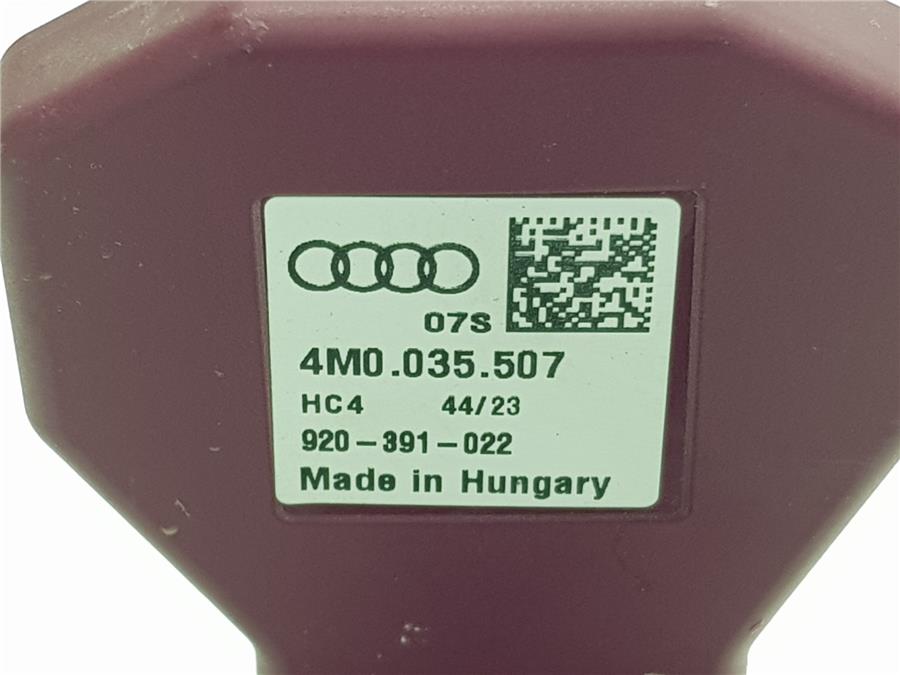 07S
4M0.035.507
HC4 44/23
920-391-022
Made in Hungary